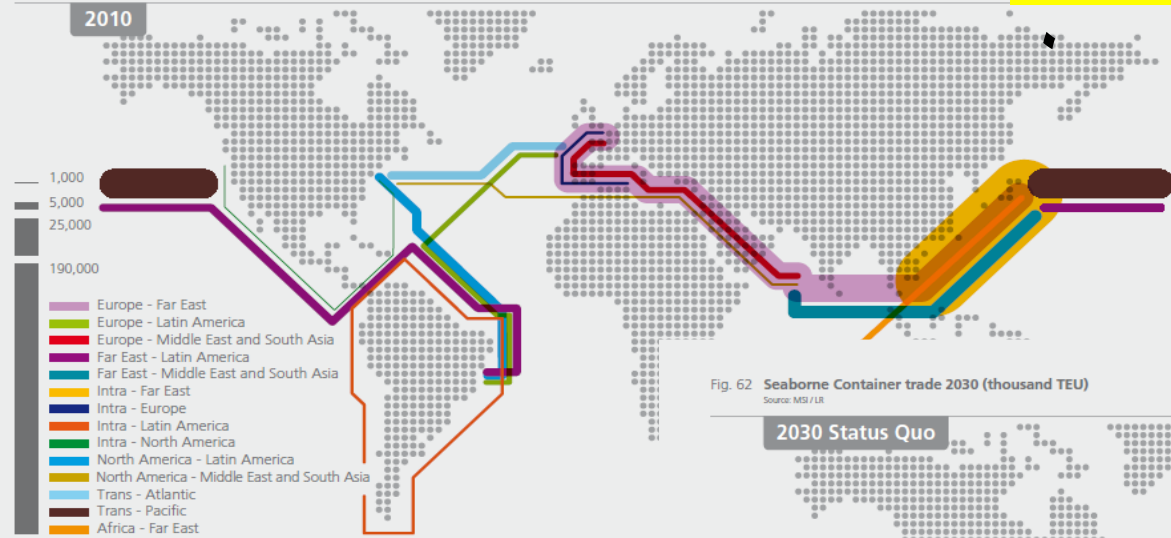 2010
1,000
5,000
25,000
190,000
Europe - Far East
Europe - Latin America
Europe - Middle East and South Asia
Far East - Latin America
Far East - Middle East and South Asia
Intra - Far East
Intra - Europe
Intra - Latin America
Intra - North America
North America - Latin America
North America - Middle East and South Asia
Trans - Atlantic
Trans - Pacific
Africa - Far East
Fig. 62 Seaborne Container trade 2030 (thousand TEU)
Source: MSI / LR
2030 Status Quo